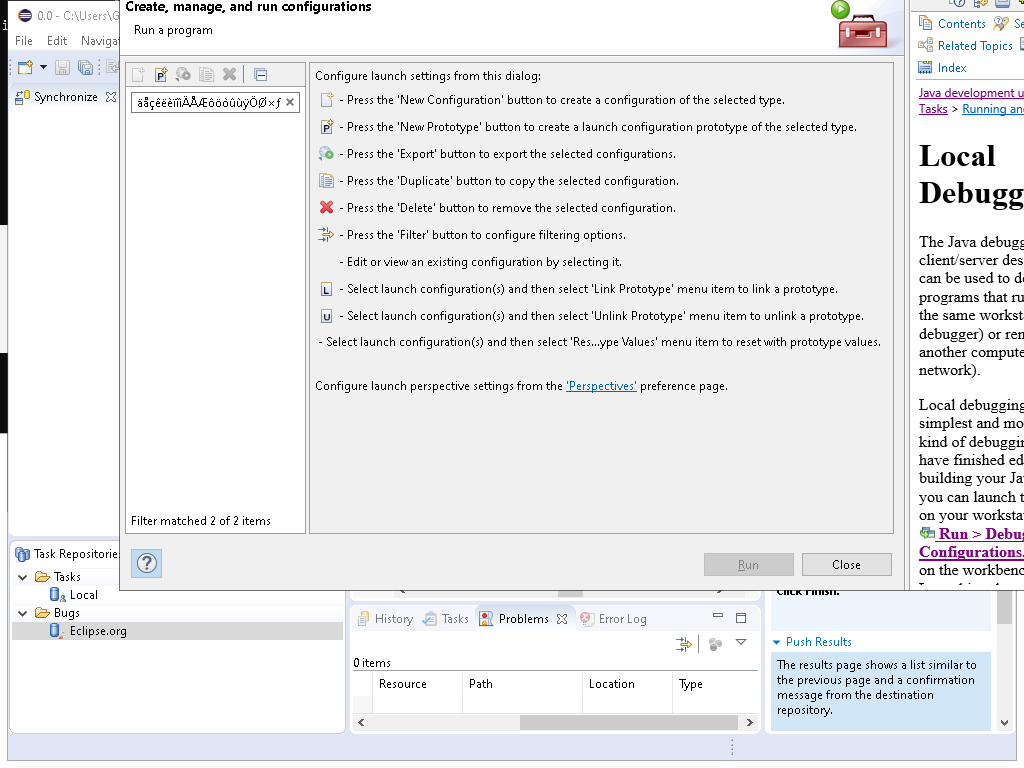 0.0 - C:\Users\G
File Edit Naviga
Synchronize
Create, manage, and run configurations
Run a program
Filter matched 2 of 2 items
Configure launch settings from this dialog:
- Press the 'New Configuration' button to create a configuration of the selected type.
- Press the 'New Prototype' button to create a launch configuration prototype of the selected type.
- Press the 'Export' button to export the selected configurations.
- Press the 'Duplicate' button to copy the selected configuration.
- Press the 'Delete' button to remove the selected configuration.
- Press the 'Filter' button to configure filtering options.
- Edit or view an existing configuration by selecting it.
L - Select launch configuration(s) and then select 'Link Prototype' menu item to link a prototype.
U - Select launch configuration(s) and then select 'Unlink Prototype' menu item to unlink a prototype.
- Select launch configuration(s) and then select 'Res...ype Values' menu item to reset with prototype values.
Configure launch perspective settings from the 'Perspectives' preference page.
Run Close
Contents Se
Related Topics
Index
Java development u
Tasks > Running and
Local
Debugg
The Java debugg
client/server des
can be used to de
programs that ru
the same worksta
debugger) or rem
another compute
network).
Local debugging
simplest and mo
kind of debuggin
have finished ed
building your Jav
you can launch t
on your workstat
Run > Debug
Configurations.
on the workbenc
Task Repositorie
Tasks
Local
Bugs
Eclipse.org
History Tasks Problems Error Log
0 items
Resource Path Location Type
Click Finish.
Push Results
The results page shows a list similar to
the previous page and a confirmation
message from the destination
repository.